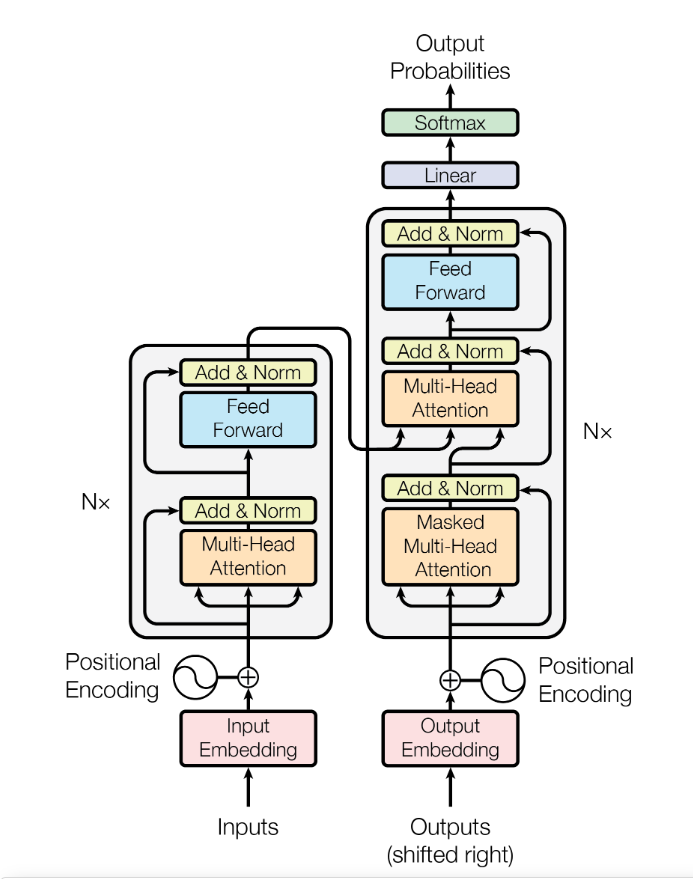 Output
Probabilities
Softmax
Linear
Add & Norm
Feed
Forward
Add & Norm
Multi-Head
Attention
Add & Norm
Masked
Multi-Head
Attention
N×
Add & Norm
Feed
Forward
Add & Norm
Multi-Head
Attention
N×
Positional
Encoding
Positional
Encoding
Input
Embedding
Output
Embedding
Inputs
Outputs
(shifted right)